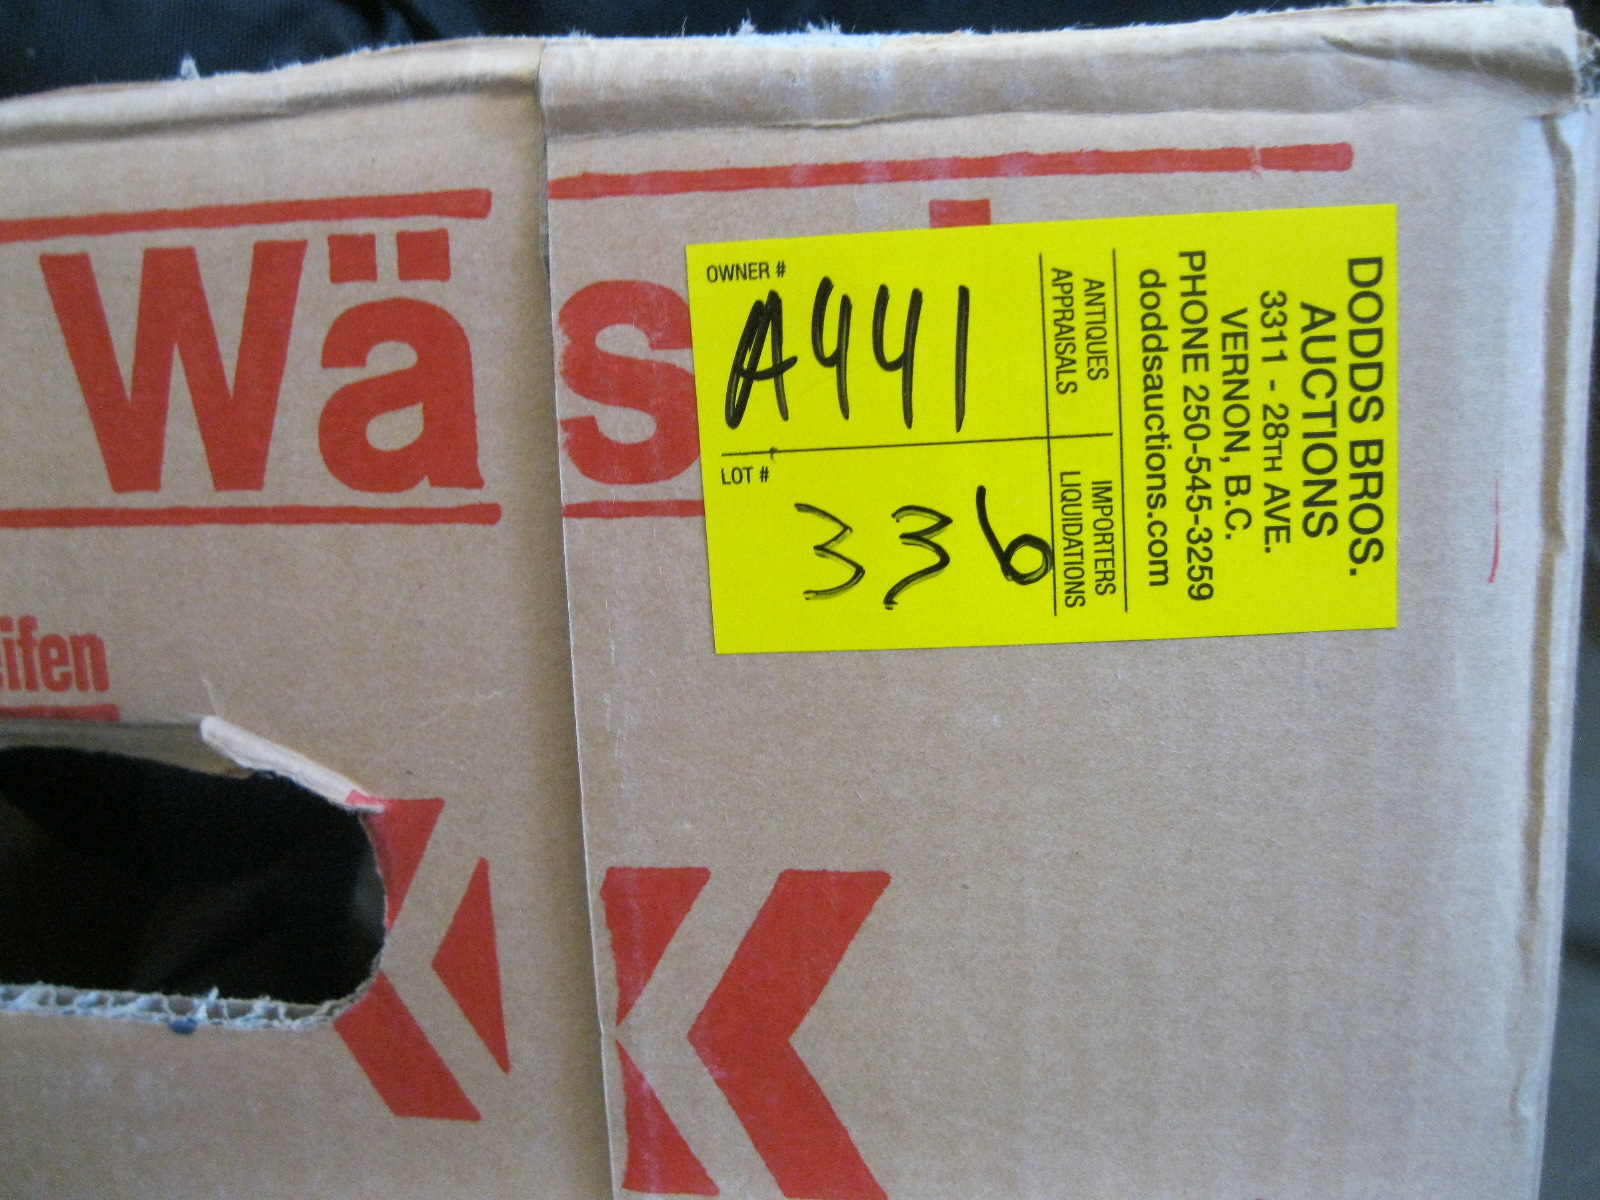 Wäs
OWNER #
A441
LOT #
336
ANTIQUES
APPRAISALS
IMPORTERS
LIQUIDATIONS
DODDS BROS.
AUCTIONS
3311 - 28TH AVE.
VERNON, B.C.
PHONE 250-545-3259
doddsauctions.com
eifen